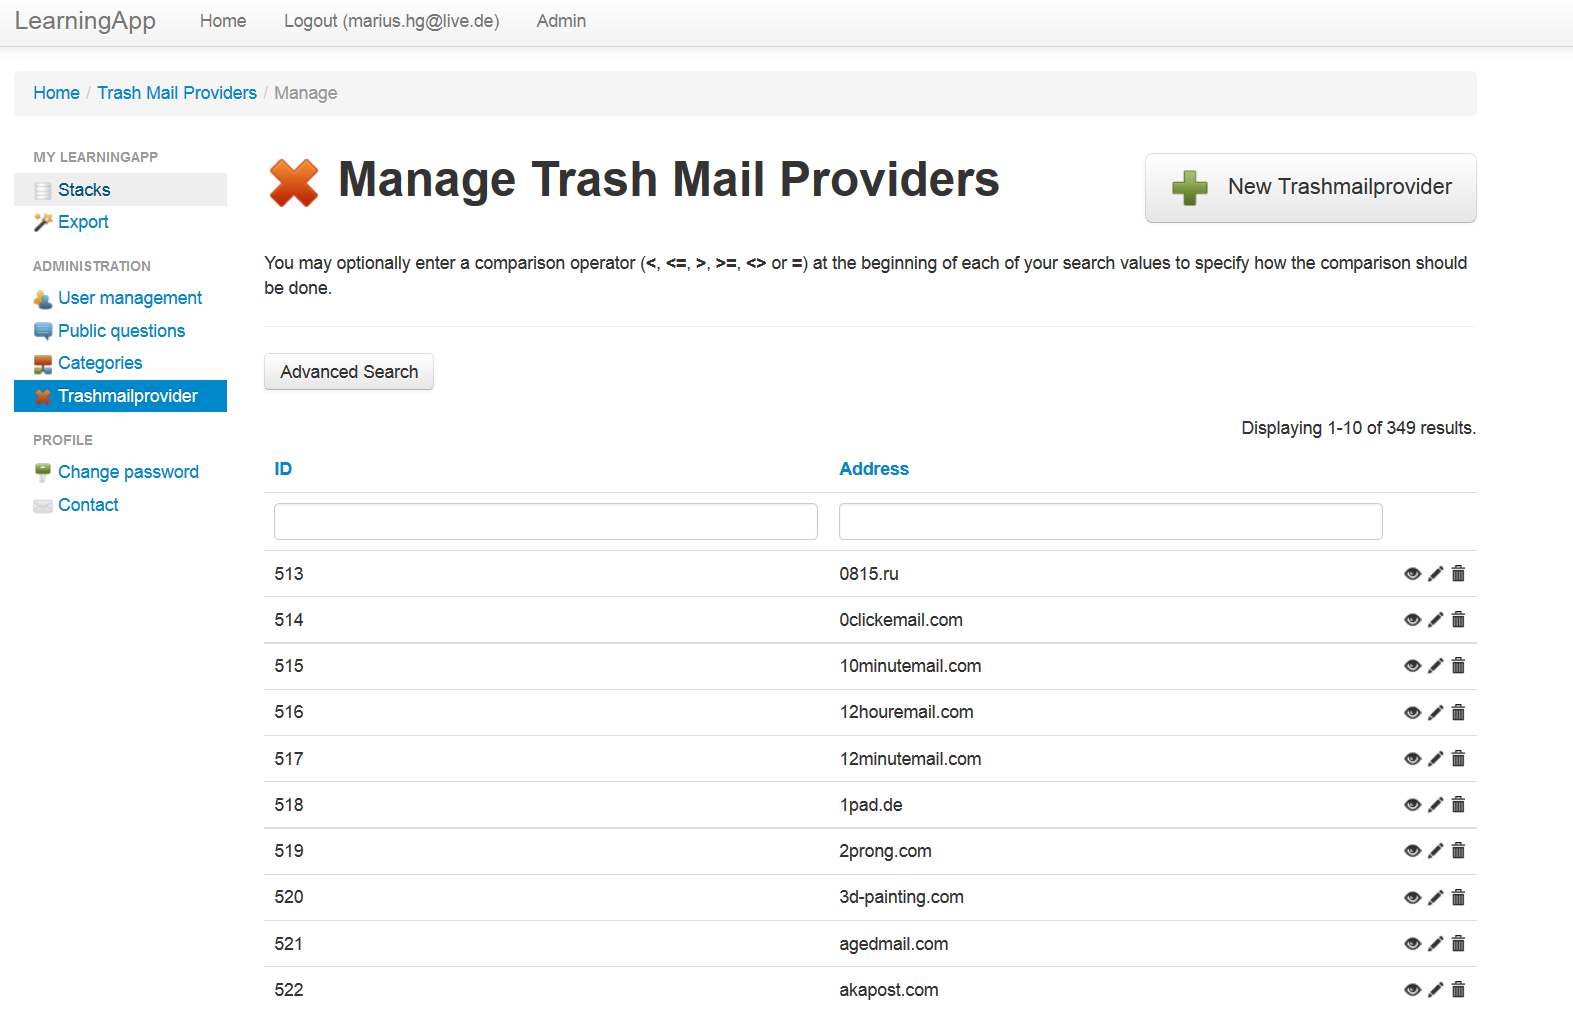 LearningApp Home Logout (marius.hg@live.de) Admin
Home / Trash Mail Providers / Manage
MY LEARNINGAPP
Stacks
Export
ADMINISTRATION
User management
Public questions
Categories
Trashmailprovider
PROFILE
Change password
Contact
Manage Trash Mail Providers
New Trashmailprovider
You may optionally enter a comparison operator (<, <=, >, >=, <> or =) at the beginning of each of your search values to specify how the comparison should
be done.
Advanced Search
Displaying 1-10 of 349 results.
ID Address
513 0815.ru
514 0clickemail.com
515 10minutemail.com
516 12houremail.com
517 12minutemail.com
518 1pad.de
519 2prong.com
520 3d-painting.com
521 agedmail.com
522 akapost.com